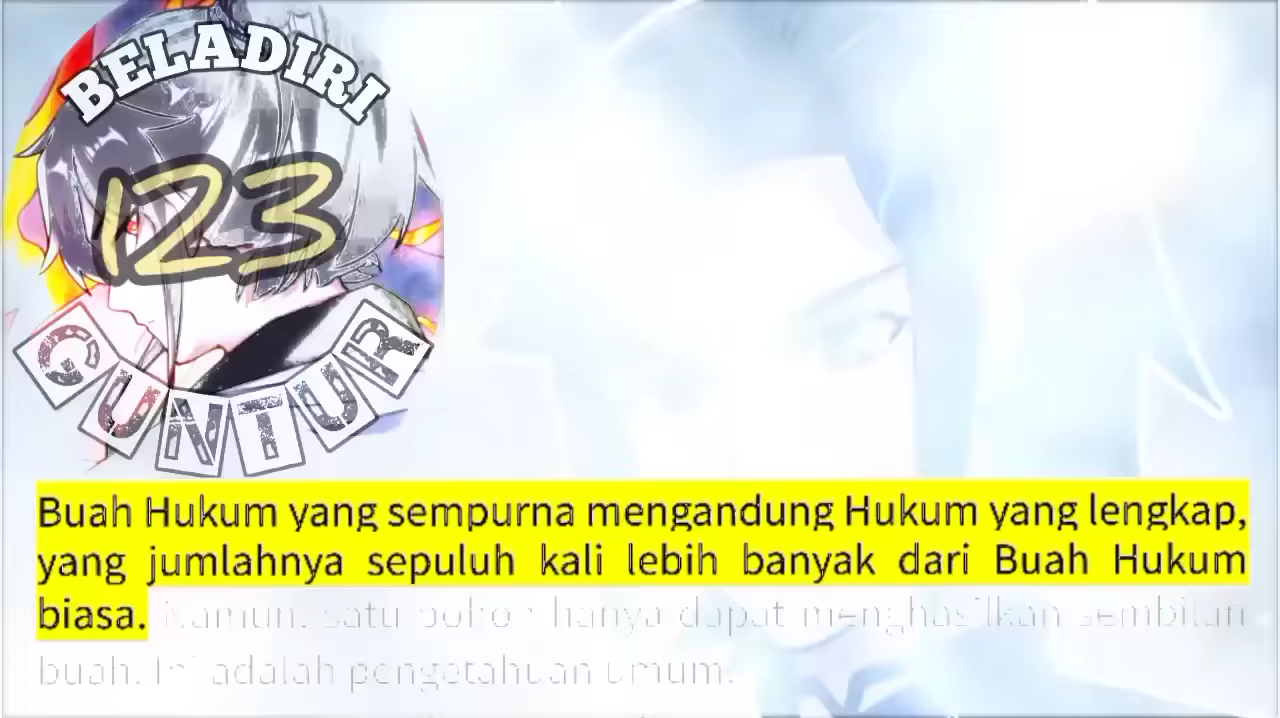 BELADIRI
123
GUNTUR
Buah Hukum yang sempurna mengandung Hukum yang lengkap,
yang jumlahnya sepuluh kali lebih banyak dari Buah Hukum
biasa. Namun, satu pohon hanya dapat menghasilkan sembilan
buah. Ini adalah pengetahuan umum.